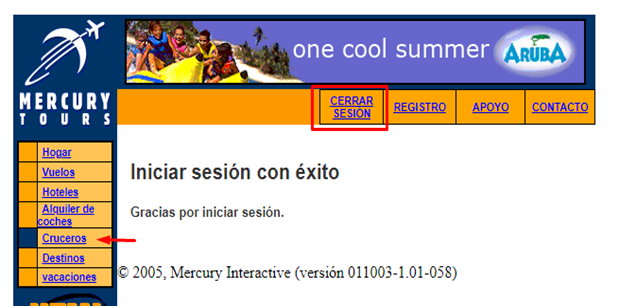 one cool summer ARUBA
MERCURY
TOURS
CERRAR
SESIÓN
REGISTRO
APOYO
CONTACTO
Hogar
Vuelos
Hoteles
Alquiler de
coches
Cruceros
Destinos
vacaciones
Iniciar sesión con éxito
Gracias por iniciar sesión.
© 2005, Mercury Interactive (versión 011003-1.01-058)